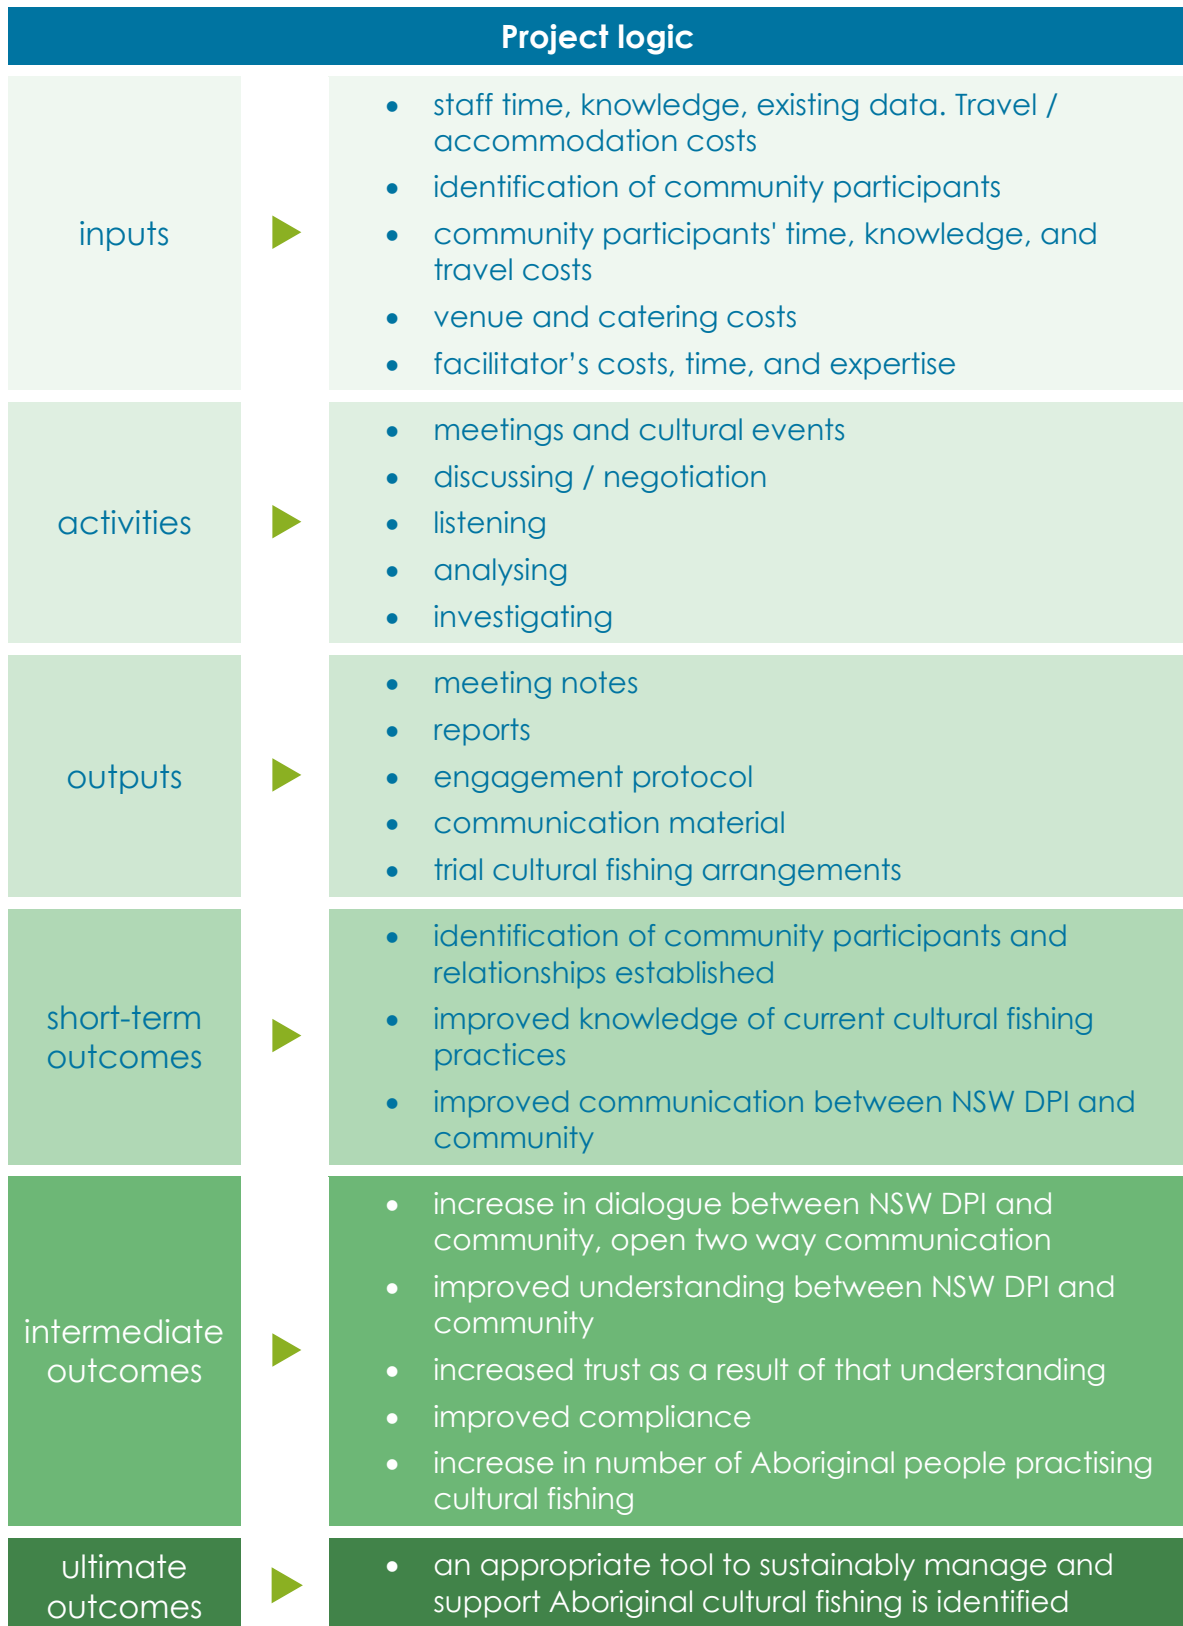 Project logic
inputs
• staff time, knowledge, existing data. Travel /
accommodation costs
• identification of community participants
• community participants' time, knowledge, and
travel costs
• venue and catering costs
• facilitator’s costs, time, and expertise
activities
• meetings and cultural events
• discussing / negotiation
• listening
• analysing
• investigating
outputs
• meeting notes
• reports
• engagement protocol
• communication material
• trial cultural fishing arrangements
short-term
outcomes
• identification of community participants and
relationships established
• improved knowledge of current cultural fishing
practices
• improved communication between NSW DPI and
community
intermediate
outcomes
• increase in dialogue between NSW DPI and
community, open two way communication
• improved understanding between NSW DPI and
community
• increased trust as a result of that understanding
• improved compliance
• increase in number of Aboriginal people practising
cultural fishing
ultimate
outcomes
• an appropriate tool to sustainably manage and
support Aboriginal cultural fishing is identified